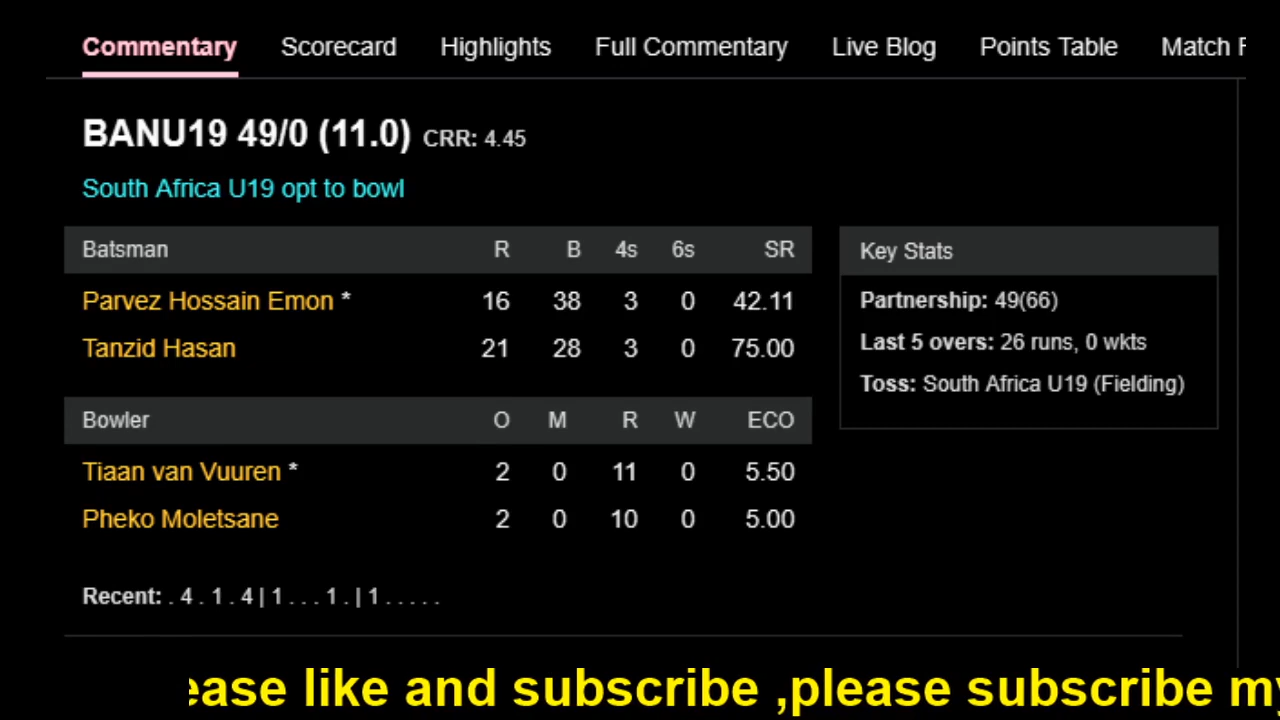 Commentary Scorecard Highlights Full Commentary Live Blog Points Table Match F
BANU19 49/0 (11.0) CRR: 4.45
South Africa U19 opt to bowl
Batsman R B 4s 6s SR
Parvez Hossain Emon * 16 38 3 0 42.11
Tanzid Hasan 21 28 3 0 75.00
Key Stats
Partnership: 49(66)
Last 5 overs: 26 runs, 0 wkts
Toss: South Africa U19 (Fielding)
Bowler O M R W ECO
Tiaan van Vuuren * 2 0 11 0 5.50
Pheko Moletsane 2 0 10 0 5.00
Recent: . 4 . 1 . 4 | 1 . . . 1 . | 1 . . . . .
ease like and subscribe ,please subscribe my